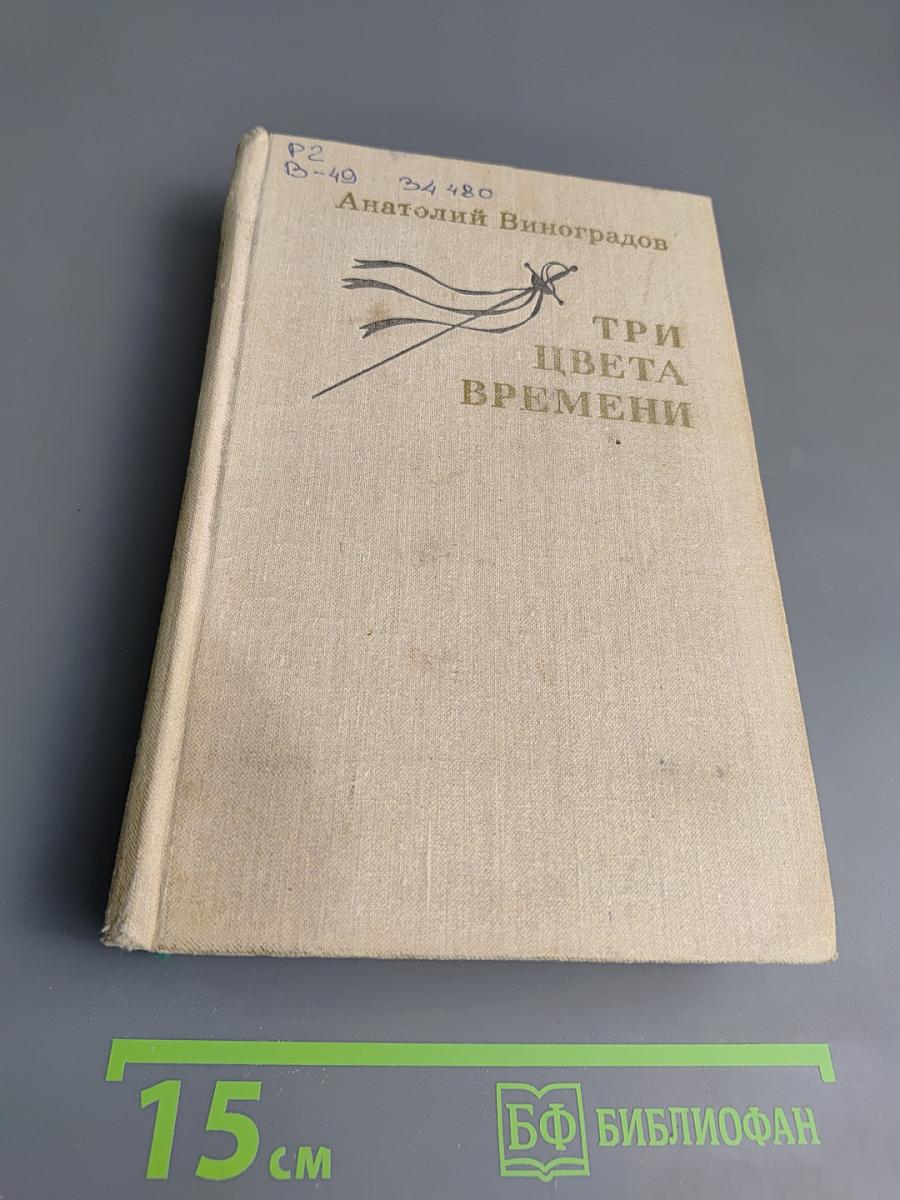 Р2
В-49 34480
Анатолий Виноградов
ТРИ
ЦВЕТА
ВРЕМЕНИ
15 см
БФ БИБЛИОФАН